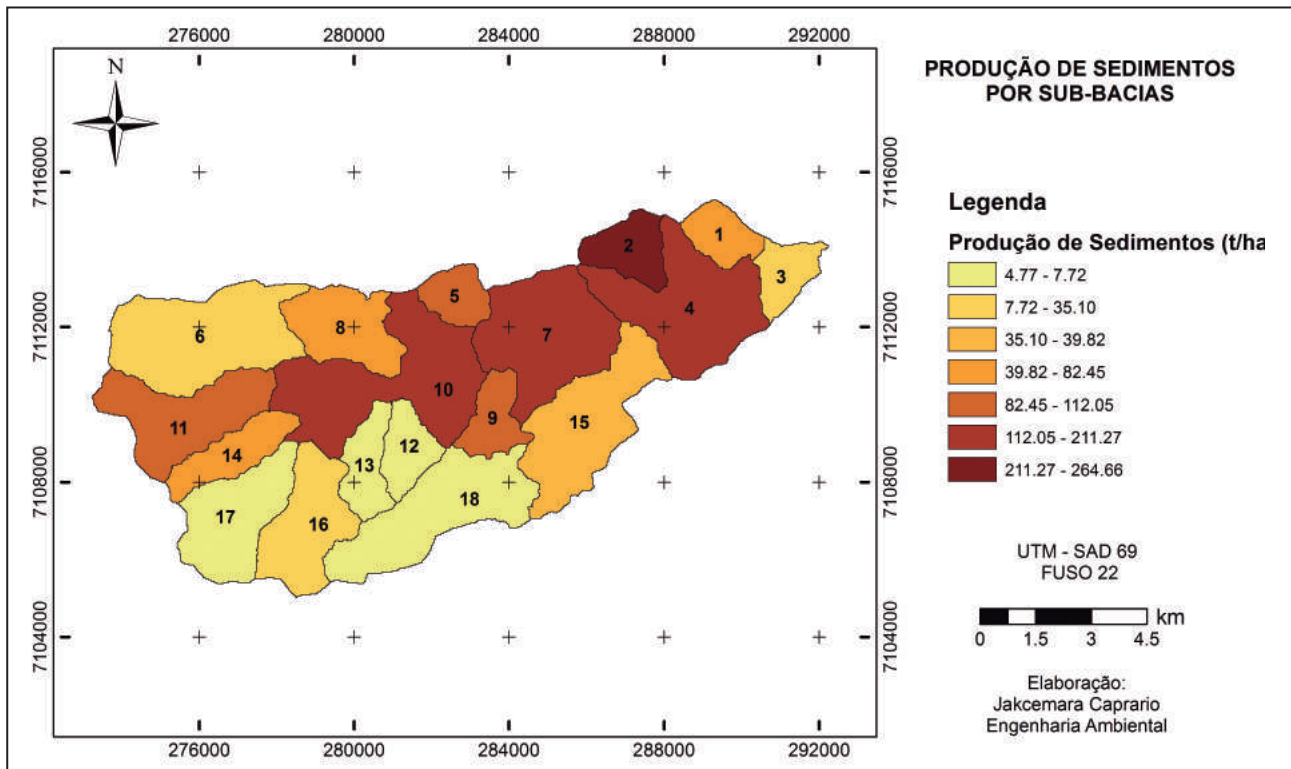 276000 280000 284000 288000 292000
PRODUÇÃO DE SEDIMENTOS
POR SUB-BACIAS
N
7116000
7112000
7108000
7104000
7116000
7112000
7108000
7104000
1
2
3
4
5
6
7
8
9
10
11
12
13
14
15
16
17
18
276000 280000 284000 288000 292000
Legenda
Produção de Sedimentos (t/ha
4.77 - 7.72
7.72 - 35.10
35.10 - 39.82
39.82 - 82.45
82.45 - 112.05
112.05 - 211.27
211.27 - 264.66
UTM - SAD 69
FUSO 22
km
0 1.5 3 4.5
Elaboração:
Jakcemara Caprario
Engenharia Ambiental